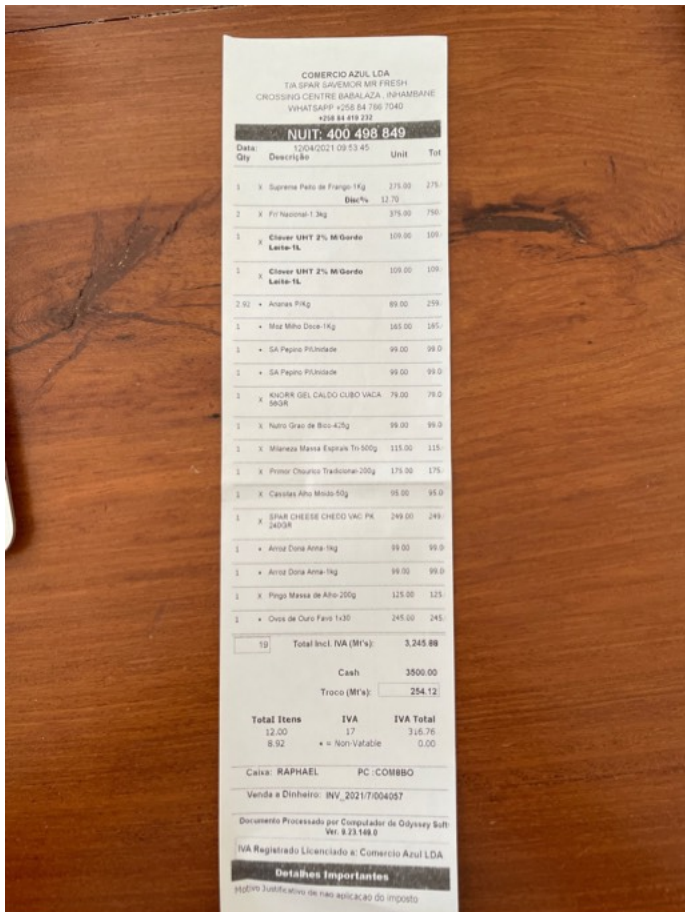 COMERCIO AZUL LDA
T/A SPAR SAVEMOR MR FRESH
CROSSING CENTRE BABALAZA , INHAMBANE
WHATSAPP +258 84 766 7040
+258 84 419 232
NUIT: 400 498 849
Data: 12/04/2021 09:53:45
Qty Descrição Unit Tot
1 X Supreme Peito de Frango-1Kg 275.00 275.
Disc% 12.70
2 X Fri Nacional-1.3kg 375.00 750.
1 X Clover UHT 2% M/Gordo Leite-1L 109.00 109.
1 X Clover UHT 2% M/Gordo Leite-1L 109.00 109.
2.92 * Ananas P/Kg 89.00 259.
1 * Moz Milho Doce-1Kg 165.00 165.
1 * SA Pepino P/Unidade 99.00 99.0
1 * SA Pepino P/Unidade 99.00 99.0
1 X KNORR GEL CALDO CUBO VACA 56GR 79.00 79.0
1 X Nutro Grao de Bico-425g 99.00 99.0
1 X Milaneza Massa Espirais Tri-500g 115.00 115.
1 X Primor Chourico Tradicional-200g 175.00 175.
1 X Casillas Alho Moido-50g 95.00 95.0
1 X SPAR CHEESE CHECO VAC PK 240GR 249.00 249.
1 * Arroz Dona Anna-1kg 99.00 99.0
1 * Arroz Dona Anna-1kg 99.00 99.0
1 X Pingo Massa de Alho-200g 125.00 125.
1 * Ovos de Ouro Favo 1x30 245.00 245.
19 Total Incl. IVA (Mt's): 3,245.88
Cash 3500.00
Troco (Mt's): 254.12
Total Itens IVA IVA Total
12.00 17 316.76
8.92 * = Non-Vatable 0.00
Caixa: RAPHAEL PC :COM8BO
Venda a Dinheiro: INV_2021/7/004057
Documento Processado por Computador de Odyssey Soft
Ver. 9.23.149.0
IVA Registrado Licenciado a: Comercio Azul LDA
Detalhes Importantes
Motivo Justificativo de nao aplicacao do imposto